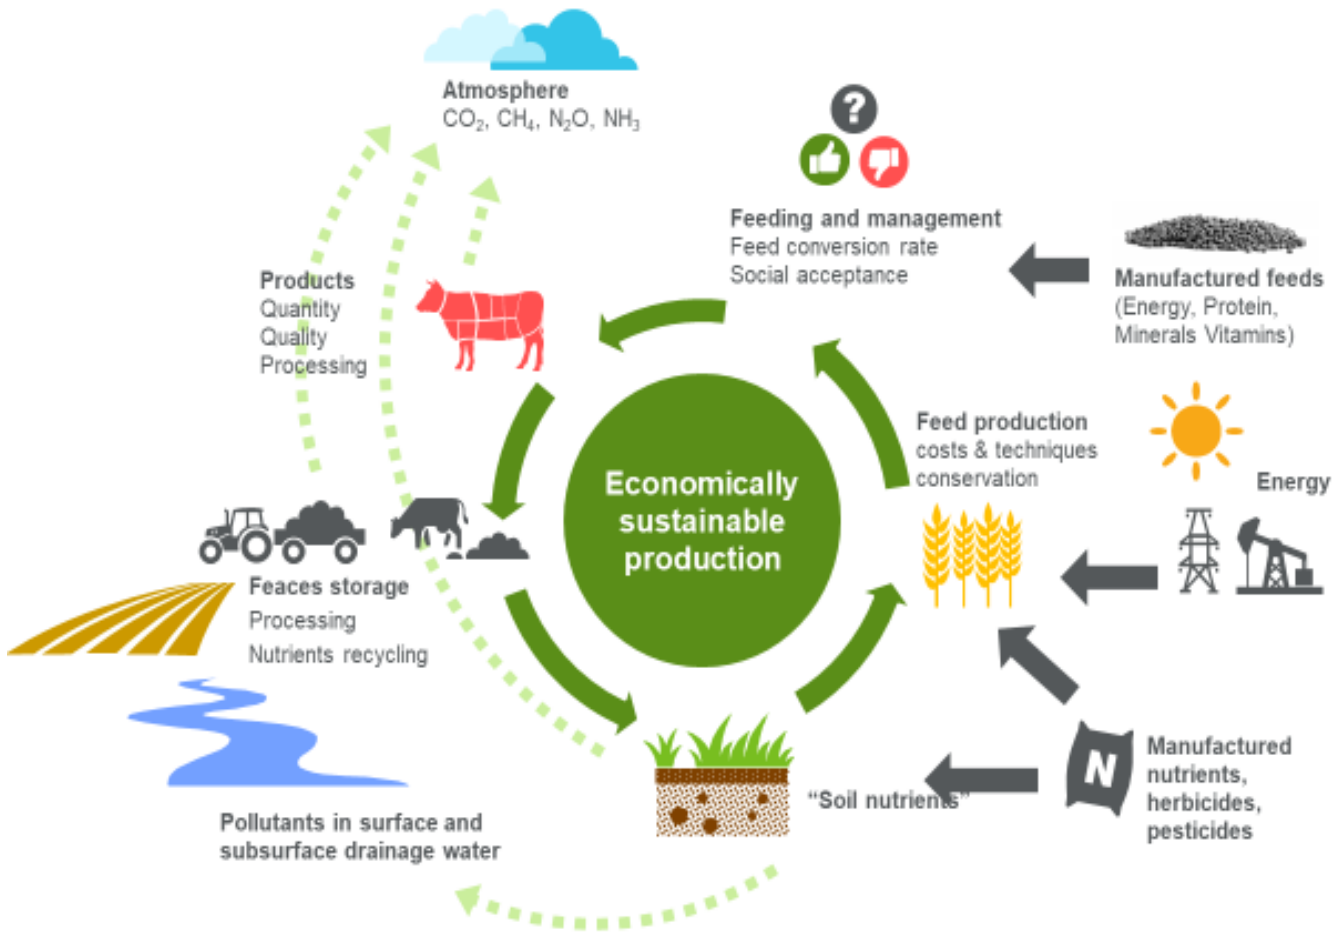 Atmosphere
CO₂, CH₄, N₂O, NH₃
?
Feeding and management
Feed conversion rate
Social acceptance
Manufactured feeds
(Energy, Protein,
Minerals Vitamins)
Products
Quantity
Quality
Processing
Feed production
costs & techniques
conservation
Energy
Economically
sustainable
production
Feaces storage
Processing
Nutrients recycling
N
Manufactured
nutrients,
herbicides,
pesticides
“Soil nutrients”
Pollutants in surface and
subsurface drainage water